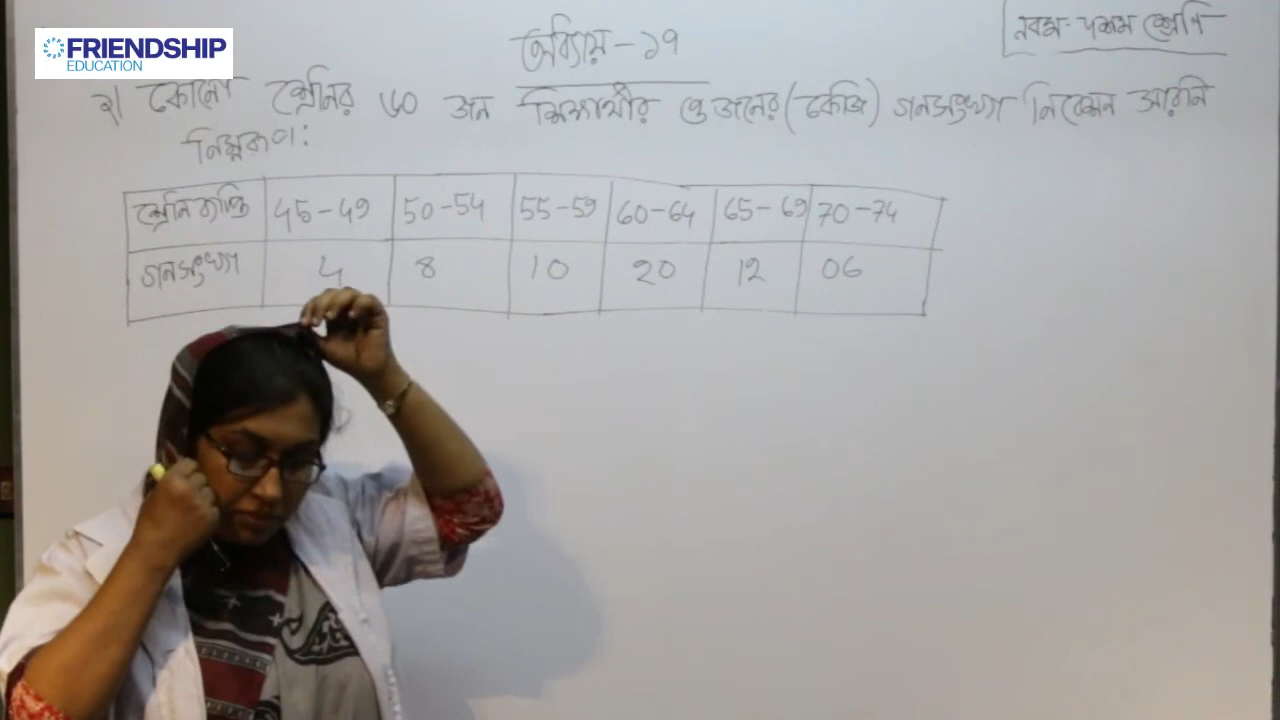 FRIENDSHIP
EDUCATION
নবম-দশম শ্রেণি
অধ্যায়-১৭
২। কোনো শ্রেনির ৬০ জন শিক্ষার্থীর ওজনের (কেজি) গনসংখ্যা নিবেশন সারনি
নিম্নরূপ:
শ্রেনিব্যাপ্তি 45-49 50-54 55-59 60-64 65-69 70-74
গনসংখ্যা 4 8 10 20 12 06